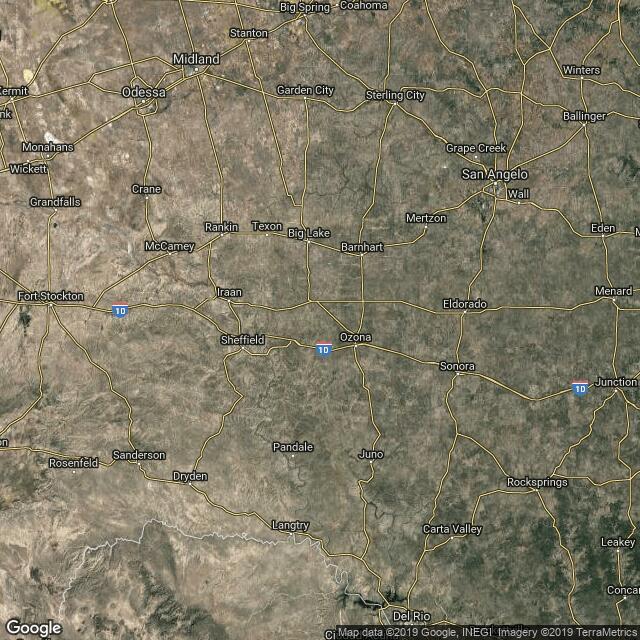 Big Spring
Coahoma
Stanton
Midland
Winters
Kermit
Odessa
Garden City
Sterling City
Ballinger
Monahans
Grape Creek
Wickett
San Angelo
Crane
Wall
Grandfalls
Mertzon
Rankin
Texon
Big Lake
Eden
McCamey
Barnhart
Fort Stockton
Iraan
Menard
10
Eldorado
Sheffield
Ozona
10
Sonora
10
Junction
Sanderson
Pandale
Juno
Rosenfeld
Dryden
Rocksprings
Langtry
Carta Valley
Leakey
Del Rio
Google
Map data ©2019 Google, INEGI Imagery ©2019 TerraMetrics